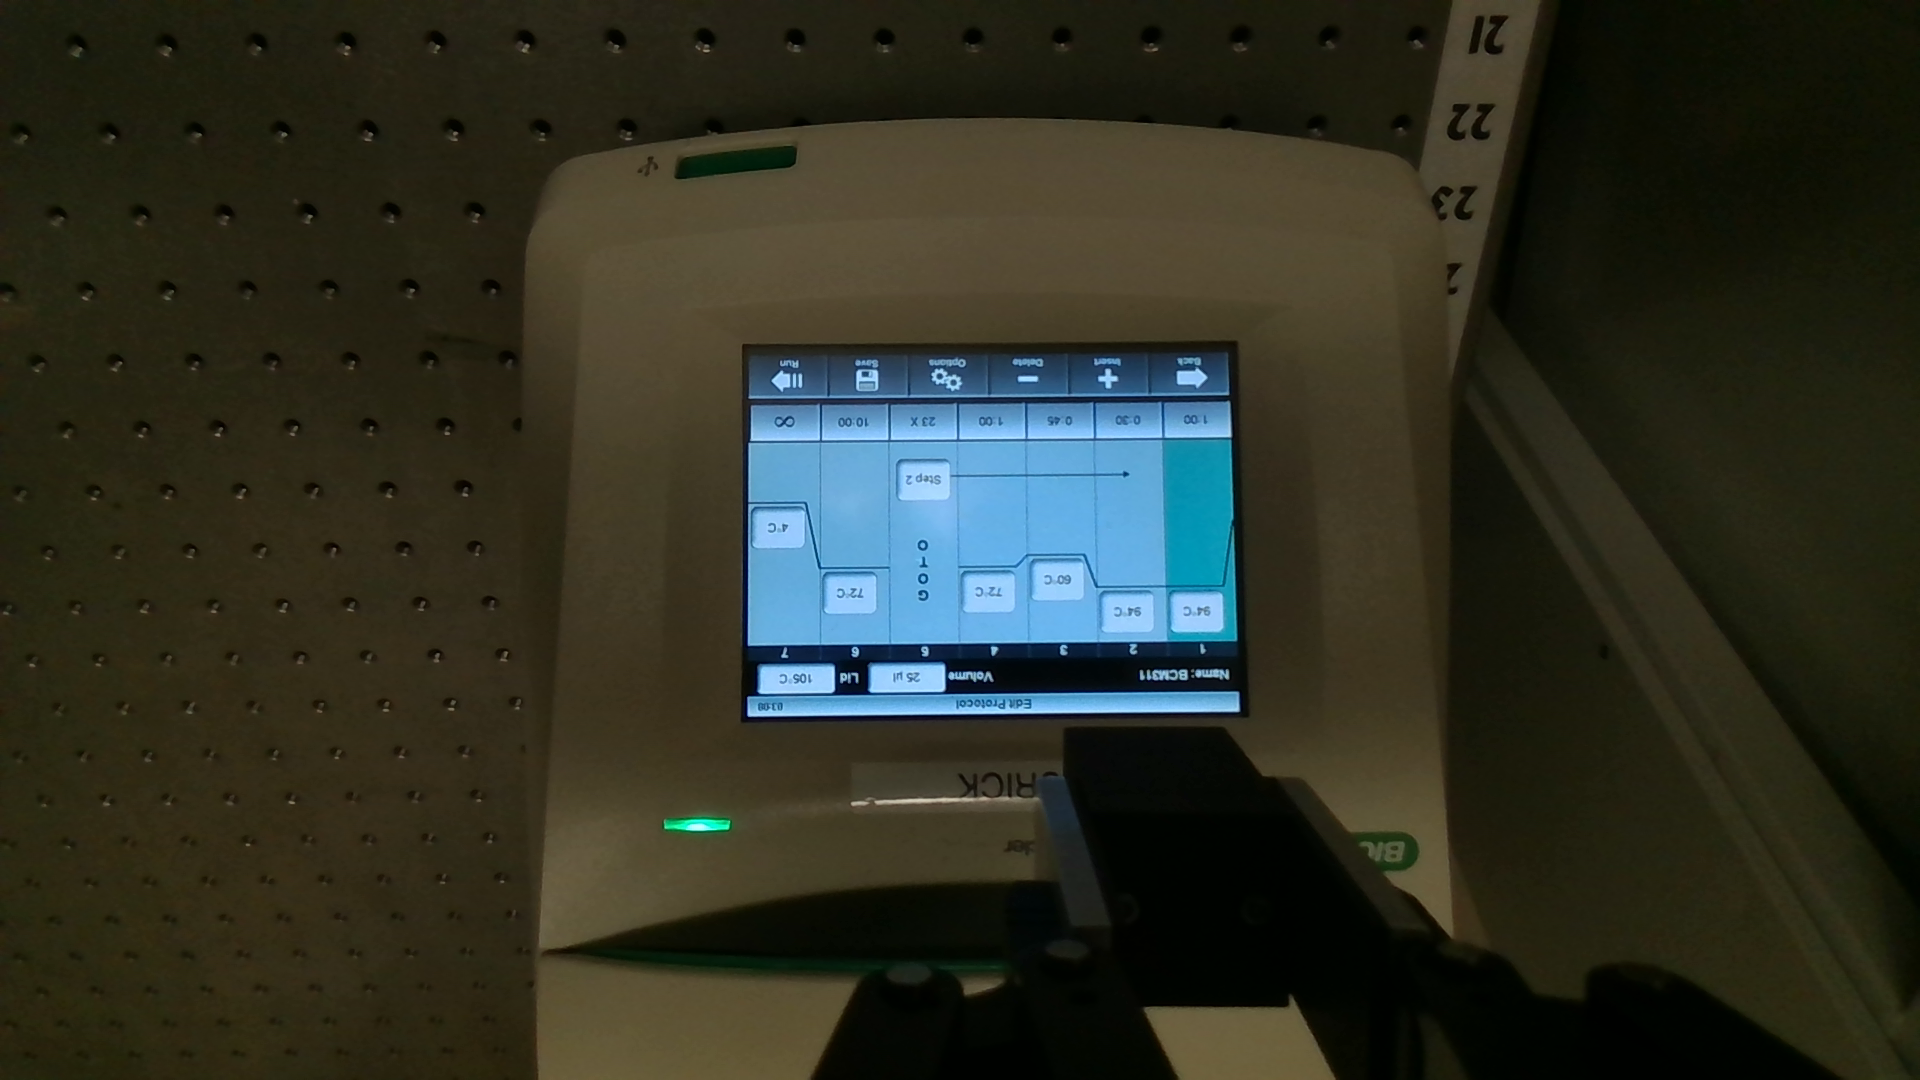 Edit Protocol 03:08
Name: BCM311 Volume 25 µl Lid 105°C
1 2 3 4 5 6 7
94°C 94°C 60°C 72°C GOTO 72°C 4°C
Step 2
1:00 0:30 0:45 1:00 23 X 10:00 ∞
Back Insert Delete Options Save Run
21
22
23